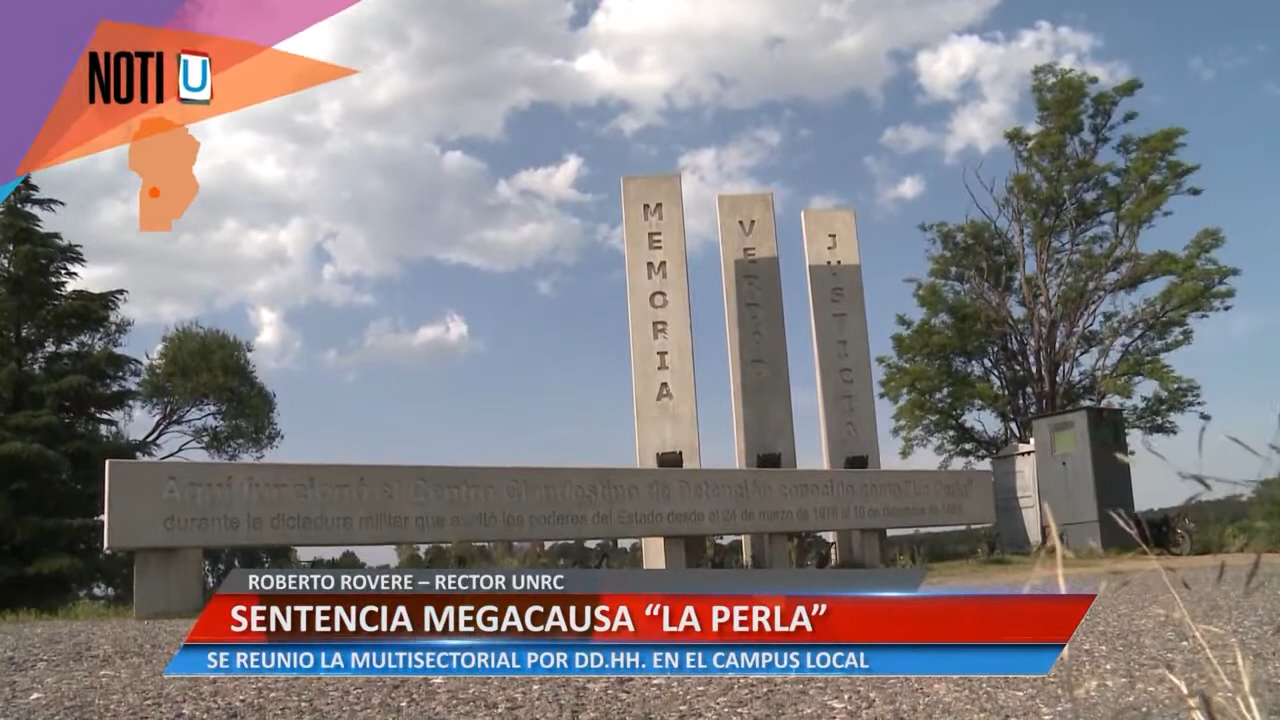 NOTI U
MEMORIA
VERDAD
JUSTICIA
Aquí funcionó el Centro Clandestino de Detención conocido como "La Perla"
durante la dictadura militar que asaltó los poderes del Estado desde el 24 de marzo de 1976 al 10 de diciembre de 1983
ROBERTO ROVERE – RECTOR UNRC
SENTENCIA MEGACAUSA “LA PERLA”
SE REUNIO LA MULTISECTORIAL POR DD.HH. EN EL CAMPUS LOCAL